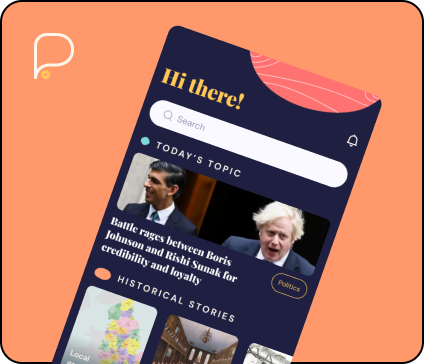 Hi there!
Search
TODAY'S TOPIC
Battle rages between Boris
Johnson and Rishi Sunak for
credibility and loyalty
Politics
HISTORICAL STORIES
Local